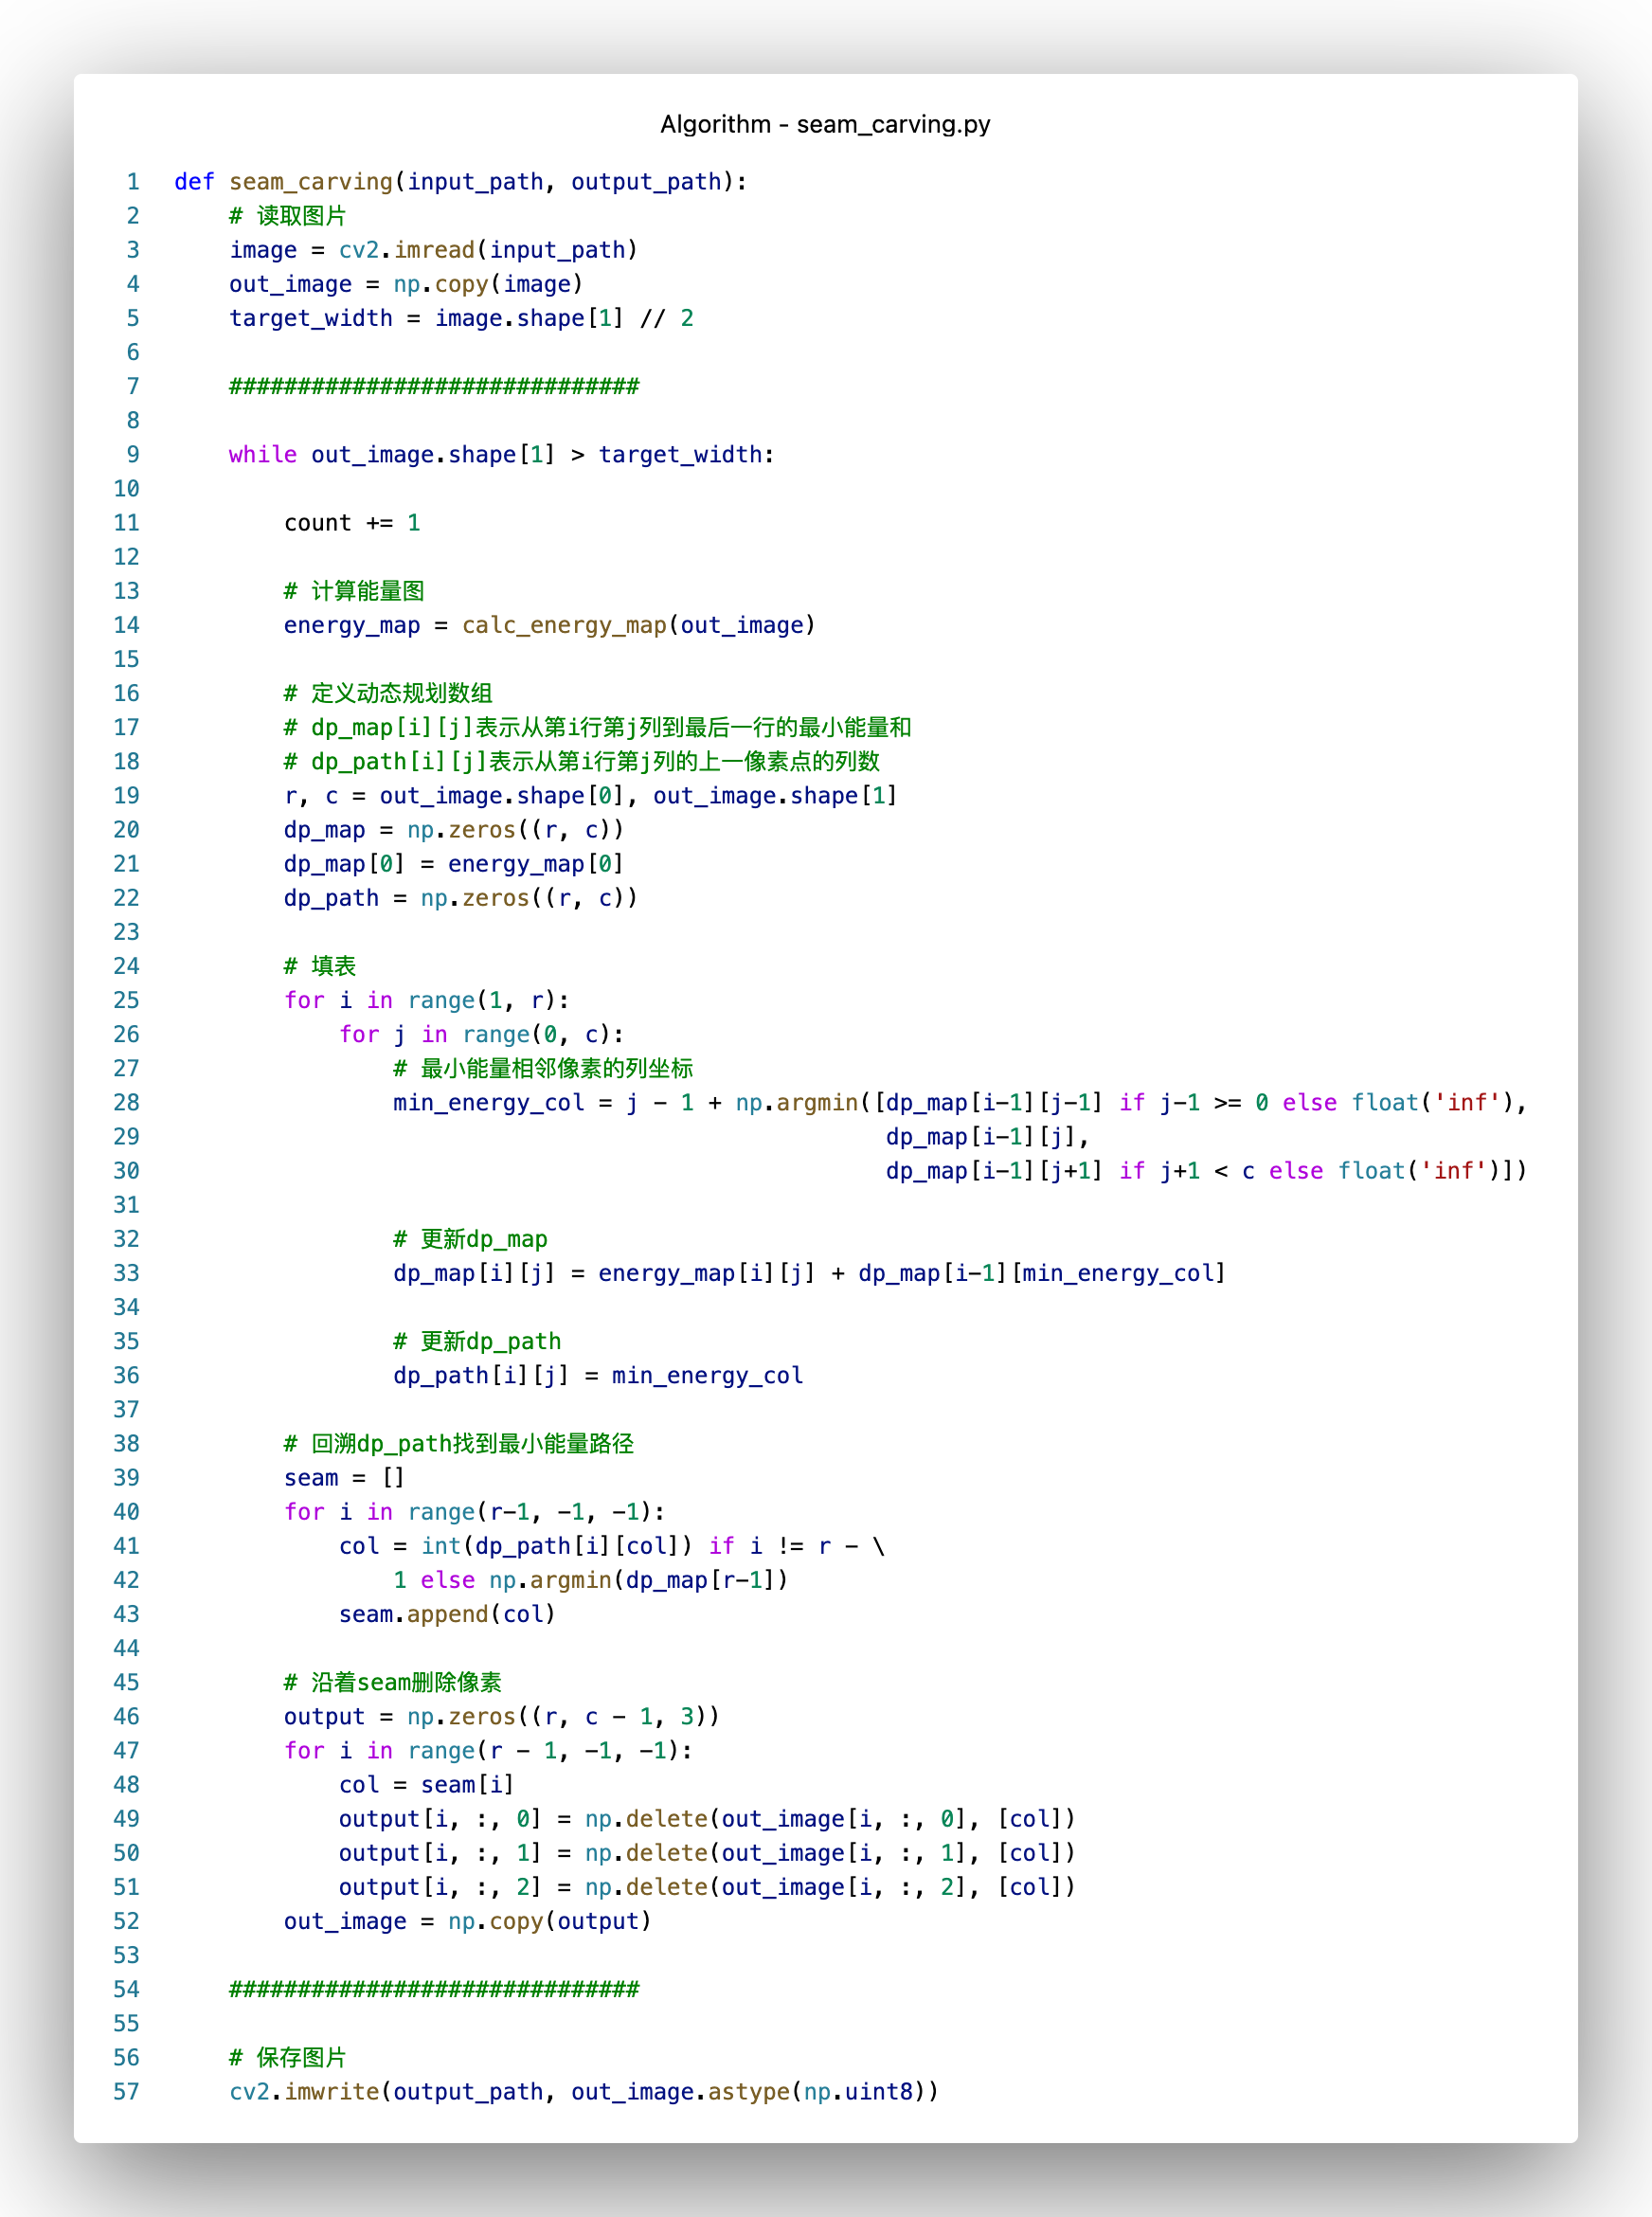 Algorithm - seam_carving.py
1 def seam_carving(input_path, output_path):
2     # 读取图片
3     image = cv2.imread(input_path)
4     out_image = np.copy(image)
5     target_width = image.shape[1] // 2
6
7     ##############################
8
9     while out_image.shape[1] > target_width:
10
11         count += 1
12
13         # 计算能量图
14         energy_map = calc_energy_map(out_image)
15
16         # 定义动态规划数组
17         # dp_map[i][j]表示从第i行第j列到最后一行的最小能量和
18         # dp_path[i][j]表示从第i行第j列的上一像素点的列数
19         r, c = out_image.shape[0], out_image.shape[1]
20         dp_map = np.zeros((r, c))
21         dp_map[0] = energy_map[0]
22         dp_path = np.zeros((r, c))
23
24         # 填表
25         for i in range(1, r):
26             for j in range(0, c):
27                 # 最小能量相邻像素的列坐标
28                 min_energy_col = j - 1 + np.argmin([dp_map[i-1][j-1] if j-1 >= 0 else float('inf'),
29                                                     dp_map[i-1][j],
30                                                     dp_map[i-1][j+1] if j+1 < c else float('inf')])
31
32                 # 更新dp_map
33                 dp_map[i][j] = energy_map[i][j] + dp_map[i-1][min_energy_col]
34
35                 # 更新dp_path
36                 dp_path[i][j] = min_energy_col
37
38         # 回溯dp_path找到最小能量路径
39         seam = []
40         for i in range(r-1, -1, -1):
41             col = int(dp_path[i][col]) if i != r - \
42                 1 else np.argmin(dp_map[r-1])
43             seam.append(col)
44
45         # 沿着seam删除像素
46         output = np.zeros((r, c - 1, 3))
47         for i in range(r - 1, -1, -1):
48             col = seam[i]
49             output[i, :, 0] = np.delete(out_image[i, :, 0], [col])
50             output[i, :, 1] = np.delete(out_image[i, :, 1], [col])
51             output[i, :, 2] = np.delete(out_image[i, :, 2], [col])
52         out_image = np.copy(output)
53
54     ##############################
55
56     # 保存图片
57     cv2.imwrite(output_path, out_image.astype(np.uint8))